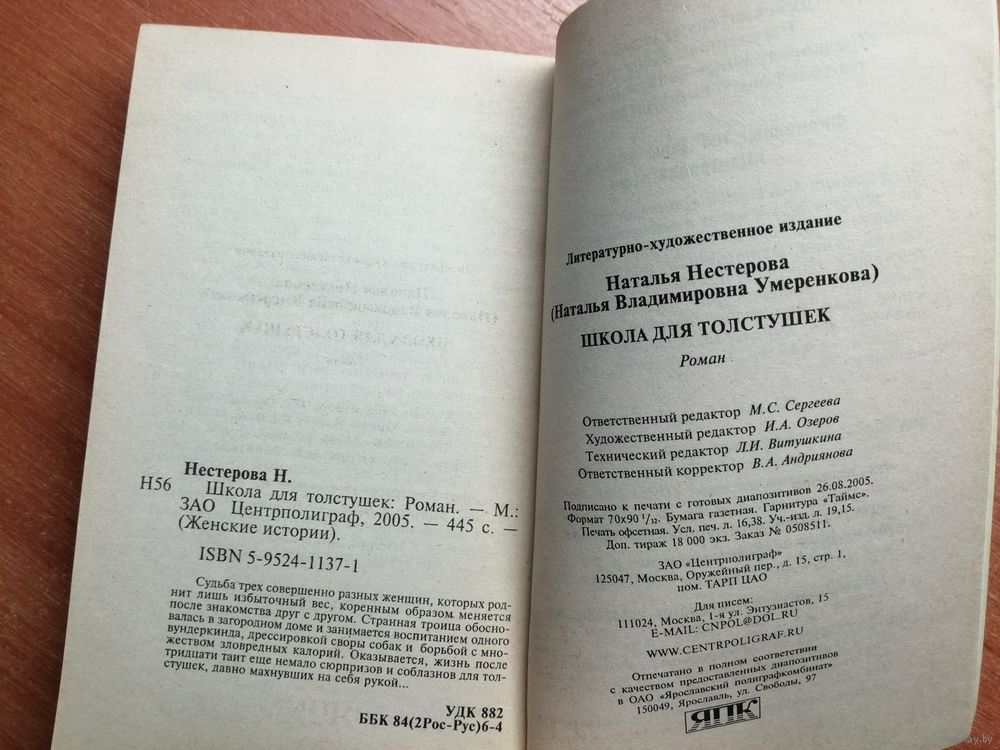 Нестерова Н.
Н56
Школа для толстушек: Роман. — М.:
ЗАО Центрполиграф, 2005. — 445 с. —
(Женские истории).
ISBN 5-9524-1137-1
Судьба трех совершенно разных женщин, которых род-
нит лишь избыточный вес, коренным образом меняется
после знакомства друг с другом. Странная троица обосно-
валась в загородном доме и занимается воспитанием одного
вундеркинда, дрессировкой своры собак и борьбой с мно-
жеством зловредных калорий. Оказывается, жизнь после
тридцати таит еще немало сюрпризов и соблазнов для тол-
стушек, давно махнувших на себя рукой...
УДК 882
ББК 84(2Рос-Рус)6-4
Литературно-художественное издание
Наталья Нестерова
(Наталья Владимировна Умеренкова)
ШКОЛА ДЛЯ ТОЛСТУШЕК
Роман
Ответственный редактор М.С. Сергеева
Художественный редактор И.А. Озеров
Технический редактор Л.И. Витушкина
Ответственный корректор В.А. Андриянова
Подписано к печати с готовых диапозитивов 26.08.2005.
Формат 70x90 1/32. Бумага газетная. Гарнитура «Таймс».
Печать офсетная. Усл. печ. л. 16,38. Уч.-изд. л. 19,15.
Доп. тираж 18 000 экз. Заказ № 0508511.
ЗАО «Центрполиграф»
125047, Москва, Оружейный пер., д. 15, стр. 1,
пом. ТАРП ЦАО
Для писем:
111024, Москва, 1-я ул. Энтузиастов, 15
E-MAIL: CNPOL@DOL.RU
WWW.CENTRPOLIGRAF.RU
Отпечатано в полном соответствии
с качеством предоставленных диапозитивов
в ОАО «Ярославский полиграфкомбинат»
150049, Ярославль, ул. Свободы, 97
ЯПК